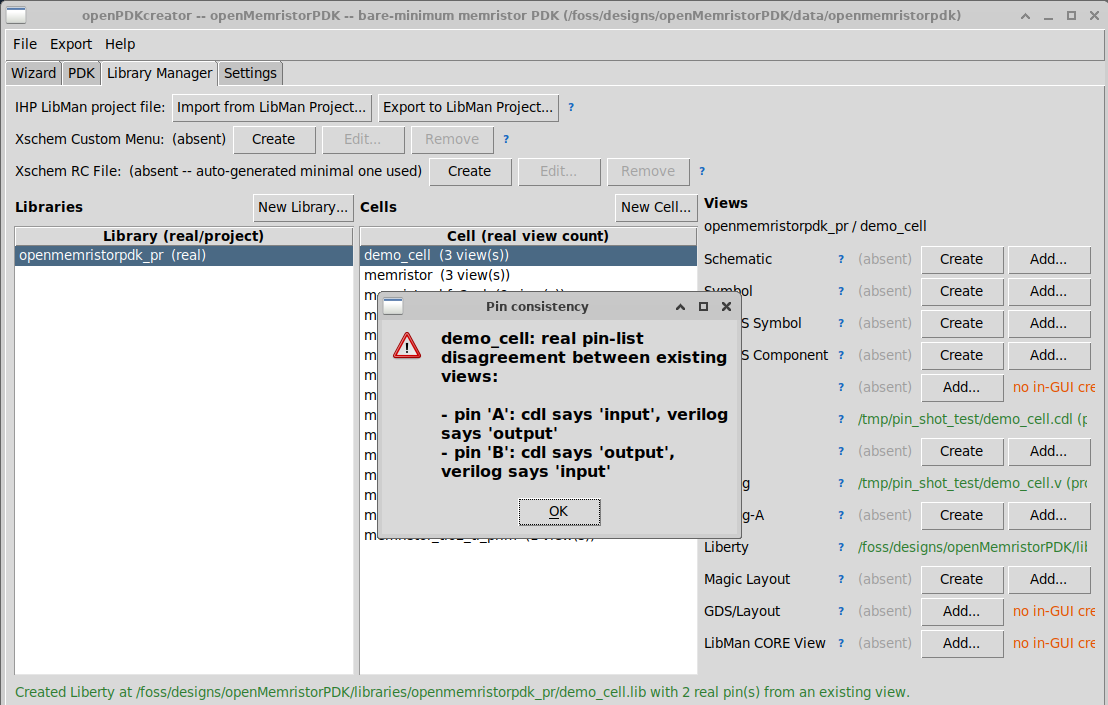 openPDKcreator -- openMemristorPDK -- bare-minimum memristor PDK (/foss/designs/openMemristorPDK/data/openmemristorpdk)
File Export Help
Wizard PDK Library Manager Settings
IHP LibMan project file: Import from LibMan Project... Export to LibMan Project... ?
Xschem Custom Menu: (absent) Create Edit... Remove ?
Xschem RC File: (absent -- auto-generated minimal one used) Create Edit... Remove ?
Libraries New Library... Cells New Cell... Views
openmemristorpdk_pr / demo_cell
Library (real/project) Cell (real view count)
openmemristorpdk_pr (real) demo_cell (3 view(s))
memristor (3 view(s))
Schematic ? (absent) Create Add...
Symbol ? (absent) Create Add...
S Symbol ? (absent) Create Add...
S Component ? (absent) Create Add...
? (absent) Add... no in-GUI cre
? /tmp/pin_shot_test/demo_cell.cdl (p
? (absent) Create Add...
g ? /tmp/pin_shot_test/demo_cell.v (pro
g-A ? (absent) Create Add...
Liberty ? /foss/designs/openMemristorPDK/lib
Magic Layout ? (absent) Create Add...
GDS/Layout ? (absent) Add... no in-GUI cre
LibMan CORE View ? (absent) Add... no in-GUI cre
Pin consistency
demo_cell: real pin-list
disagreement between existing
views:
- pin 'A': cdl says 'input', verilog
says 'output'
- pin 'B': cdl says 'output',
verilog says 'input'
OK
Created Liberty at /foss/designs/openMemristorPDK/libraries/openmemristorpdk_pr/demo_cell.lib with 2 real pin(s) from an existing view.